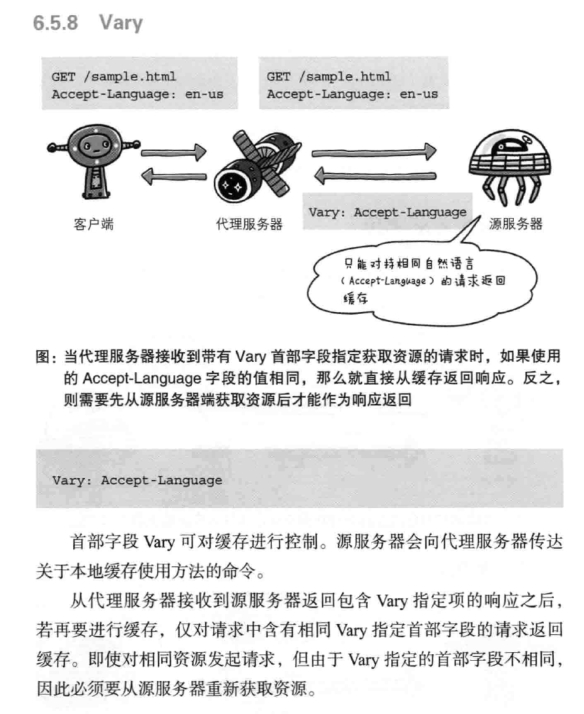 6.5.8 Vary
GET /sample.html
Accept-Language: en-us
GET /sample.html
Accept-Language: en-us
客户端
代理服务器
Vary: Accept-Language
源服务器
只能对持相同自然语言
（Accept-Language）的请求返回
缓存
图：当代理服务器接收到带有 Vary 首部字段指定获取资源的请求时，如果使用
的 Accept-Language 字段的值相同，那么就直接从缓存返回响应。反之，
则需要先从源服务器端获取资源后才能作为响应返回
Vary: Accept-Language
首部字段 Vary 可对缓存进行控制。源服务器会向代理服务器传达
关于本地缓存使用方法的命令。
从代理服务器接收到源服务器返回包含 Vary 指定项的响应之后，
若再要进行缓存，仅对请求中含有相同 Vary 指定首部字段的请求返回
缓存。即使对相同资源发起请求，但由于 Vary 指定的首部字段不相同，
因此必须要从源服务器重新获取资源。